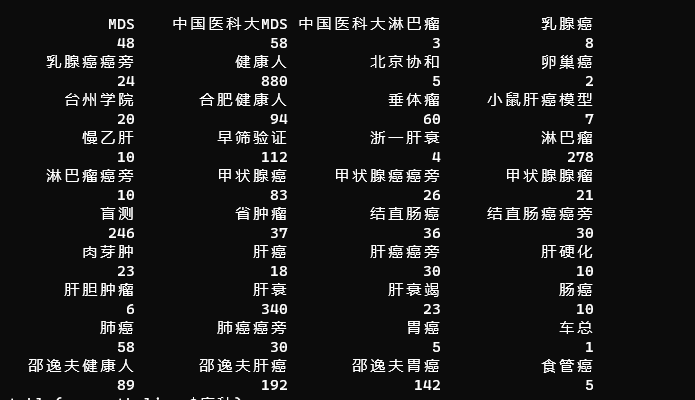 MDS 中国医科大MDS 中国医科大淋巴瘤 乳腺癌
48 58 3 8
乳腺癌癌旁 健康人 北京协和 卵巢癌
24 880 5 2
台州学院 合肥健康人 垂体瘤 小鼠肝癌模型
20 94 60 7
慢乙肝 早筛验证 浙一肝衰 淋巴瘤
10 112 4 278
淋巴瘤癌旁 甲状腺癌 甲状腺癌癌旁 甲状腺腺瘤
10 83 26 21
盲测 省肿瘤 结直肠癌 结直肠癌癌旁
246 37 36 30
肉芽肿 肝癌 肝癌癌旁 肝硬化
23 18 30 10
肝胆肿瘤 肝衰 肝衰竭 肠癌
6 340 23 10
肺癌 肺癌癌旁 胃癌 车总
58 30 5 1
邵逸夫健康人 邵逸夫肝癌 邵逸夫胃癌 食管癌
89 192 142 5